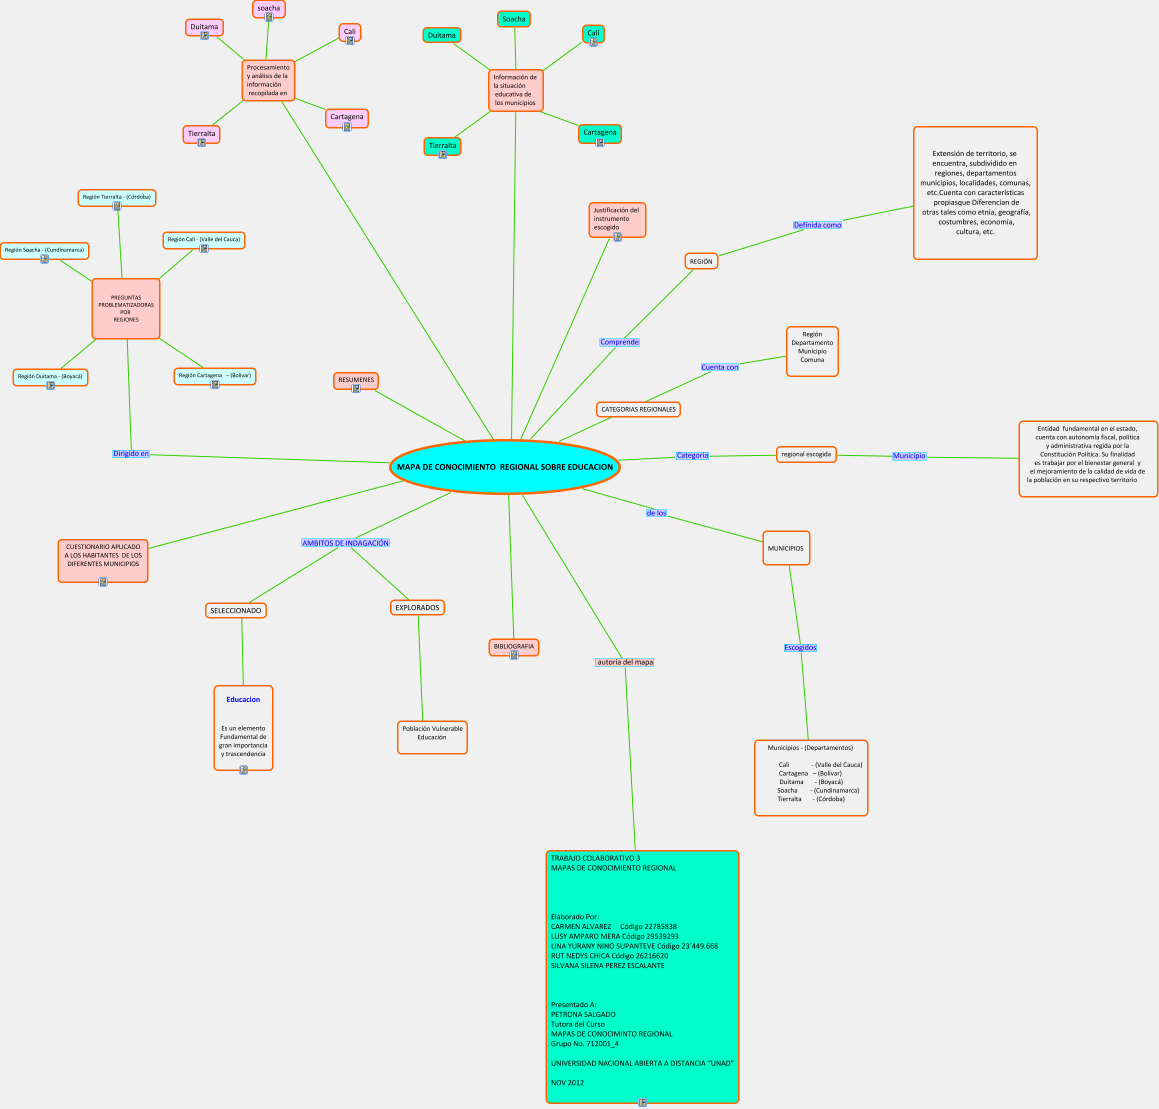 soacha
Duitama
Cali
Procesamiento
y análisis de la
información
recopilada en
Cartagena
Tierralta
Soacha
Duitama
Cali
Información de
la situación
educativa de
los municipios
Cartagena
Tierralta
Extensión de territorio, se
encuentra, subdividido en
regiones, departamentos
municipios, localidades, comunas,
etc.Cuenta con características
propiasque Diferencian de
otras tales como etnia, geografía,
costumbres, economía,
cultura, etc.
Definida como
REGIÓN
Justificación del
instrumento
escogido
Región Tierralta - (Córdoba)
Región Soacha - (Cundinamarca)
Región Cali - (Valle del Cauca)
PREGUNTAS
PROBLEMATIZADORAS
POR
REGIONES
Región Duitama - (Boyacá)
Región Cartagena – (Bolívar)
Dirigido en
Comprende
Región
Departamento
Municipio
Comuna
Cuenta con
CATEGORIAS REGIONALES
RESUMENES
MAPA DE CONOCIMIENTO REGIONAL SOBRE EDUCACION
Categoria
regional escogida
Municipio
Entidad fundamental en el estado,
cuenta con autonomía fiscal, política
y administrativa regida por la
Constitución Política. Su finalidad
es trabajar por el bienestar general y
el mejoramiento de la calidad de vida de
la población en su respectivo territorio
de los
MUNICIPIOS
Escogidos
Municipios - (Departamentos)
Cali - (Valle del Cauca)
Cartagena – (Bolívar)
Duitama - (Boyacá)
Soacha - (Cundinamarca)
Tierralta - (Córdoba)
CUESTIONARIO APLICADO
A LOS HABITANTES DE LOS
DIFERENTES MUNICIPIOS
AMBITOS DE INDAGACIÓN
SELECCIONADO
EXPLORADOS
Educacion
Es un elemento
Fundamental de
gran importancia
y trascendencia
Población Vulnerable
Educación
BIBLIOGRAFIA
autoría del mapa
TRABAJO COLABORATIVO 3
MAPAS DE CONOCIMIENTO REGIONAL
Elaborado Por:
CARMEN ALVAREZ Código 22785838
LUSY AMPARO MERA Código 29539293
LINA YURANY NINO SUPANTEVE Código 23´449.668
RUT NEDYS CHICA Código 26216620
SILVANA SILENA PEREZ ESCALANTE
Presentado A:
PETRONA SALGADO
Tutora del Curso
MAPAS DE CONOCIMINTO REGIONAL
Grupo No. 712001_4
UNIVERSIDAD NACIONAL ABIERTA A DISTANCIA “UNAD”
NOV 2012